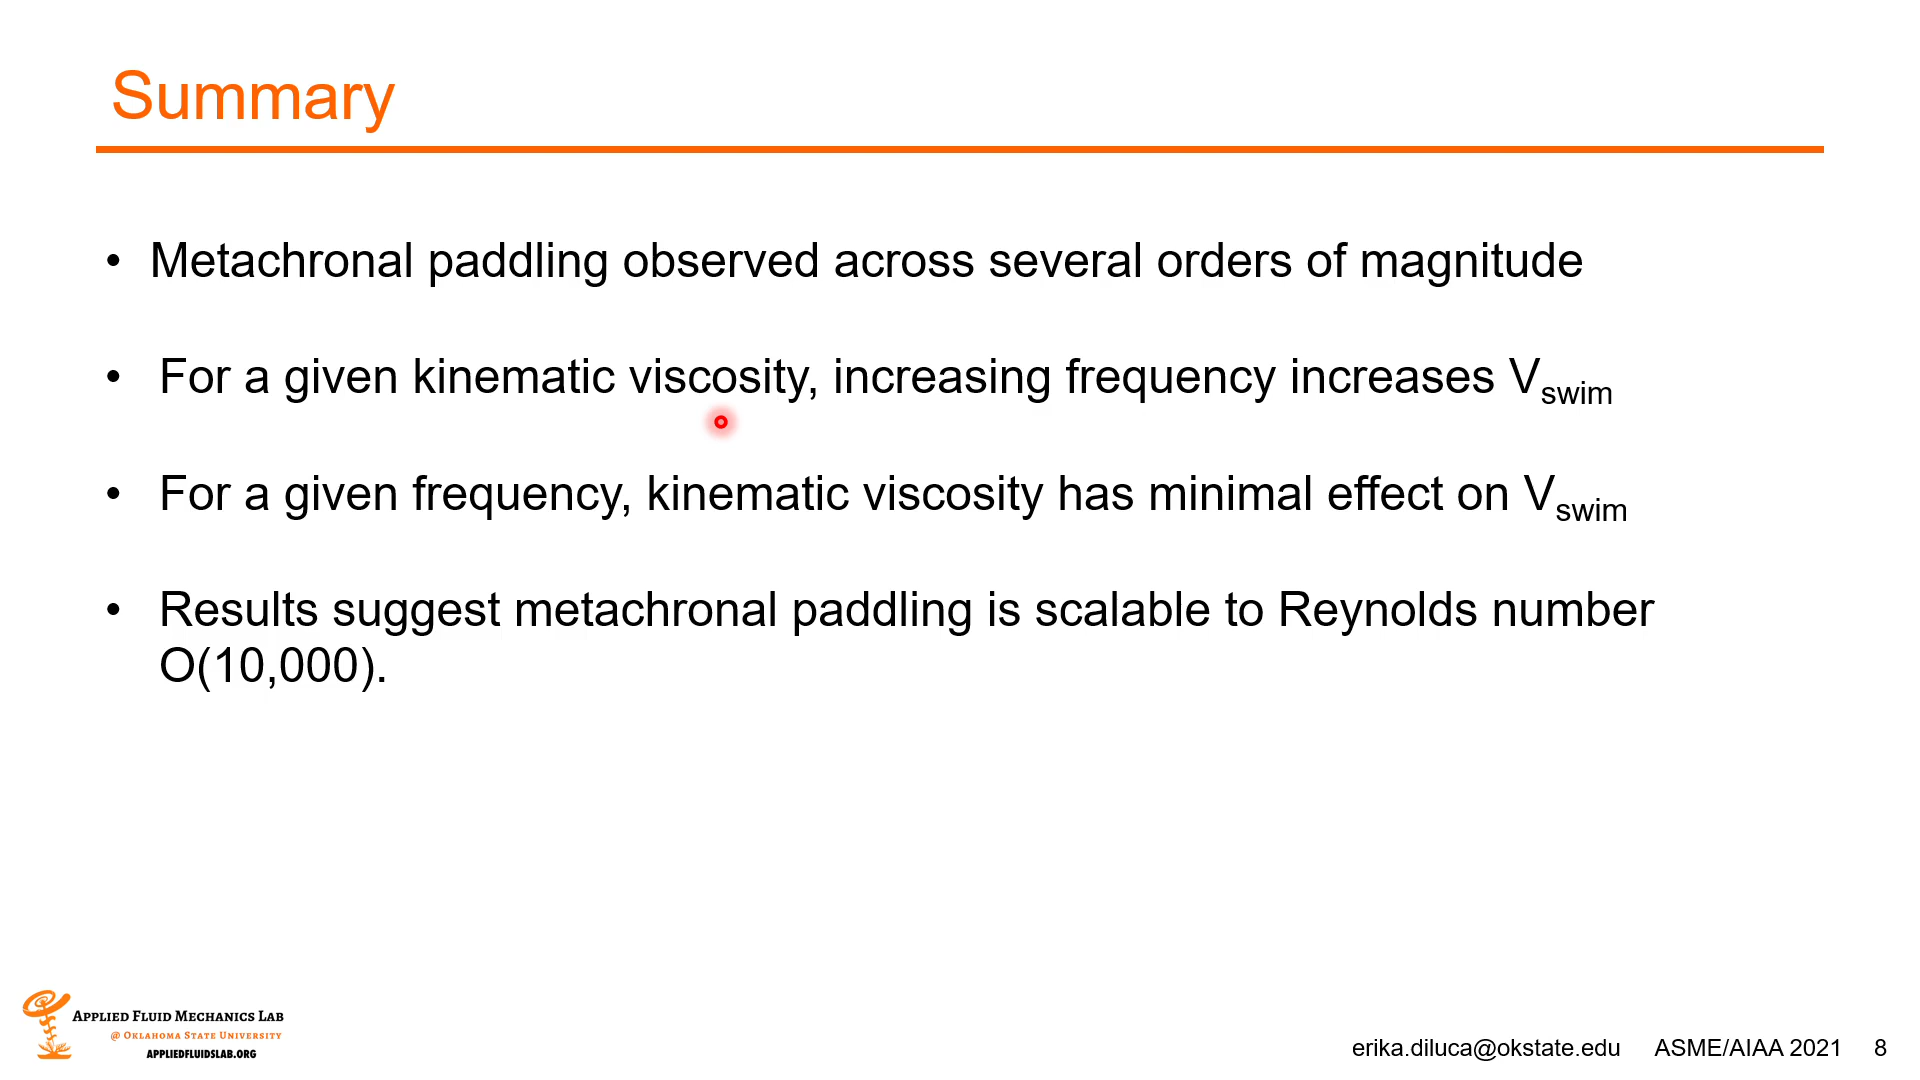 Summary
• Metachronal paddling observed across several orders of magnitude
• For a given kinematic viscosity, increasing frequency increases Vswim
• For a given frequency, kinematic viscosity has minimal effect on Vswim
• Results suggest metachronal paddling is scalable to Reynolds number
O(10,000).
APPLIED FLUID MECHANICS LAB
@ OKLAHOMA STATE UNIVERSITY
APPLIEDFLUIDSLAB.ORG
erika.diluca@okstate.edu ASME/AIAA 2021 8